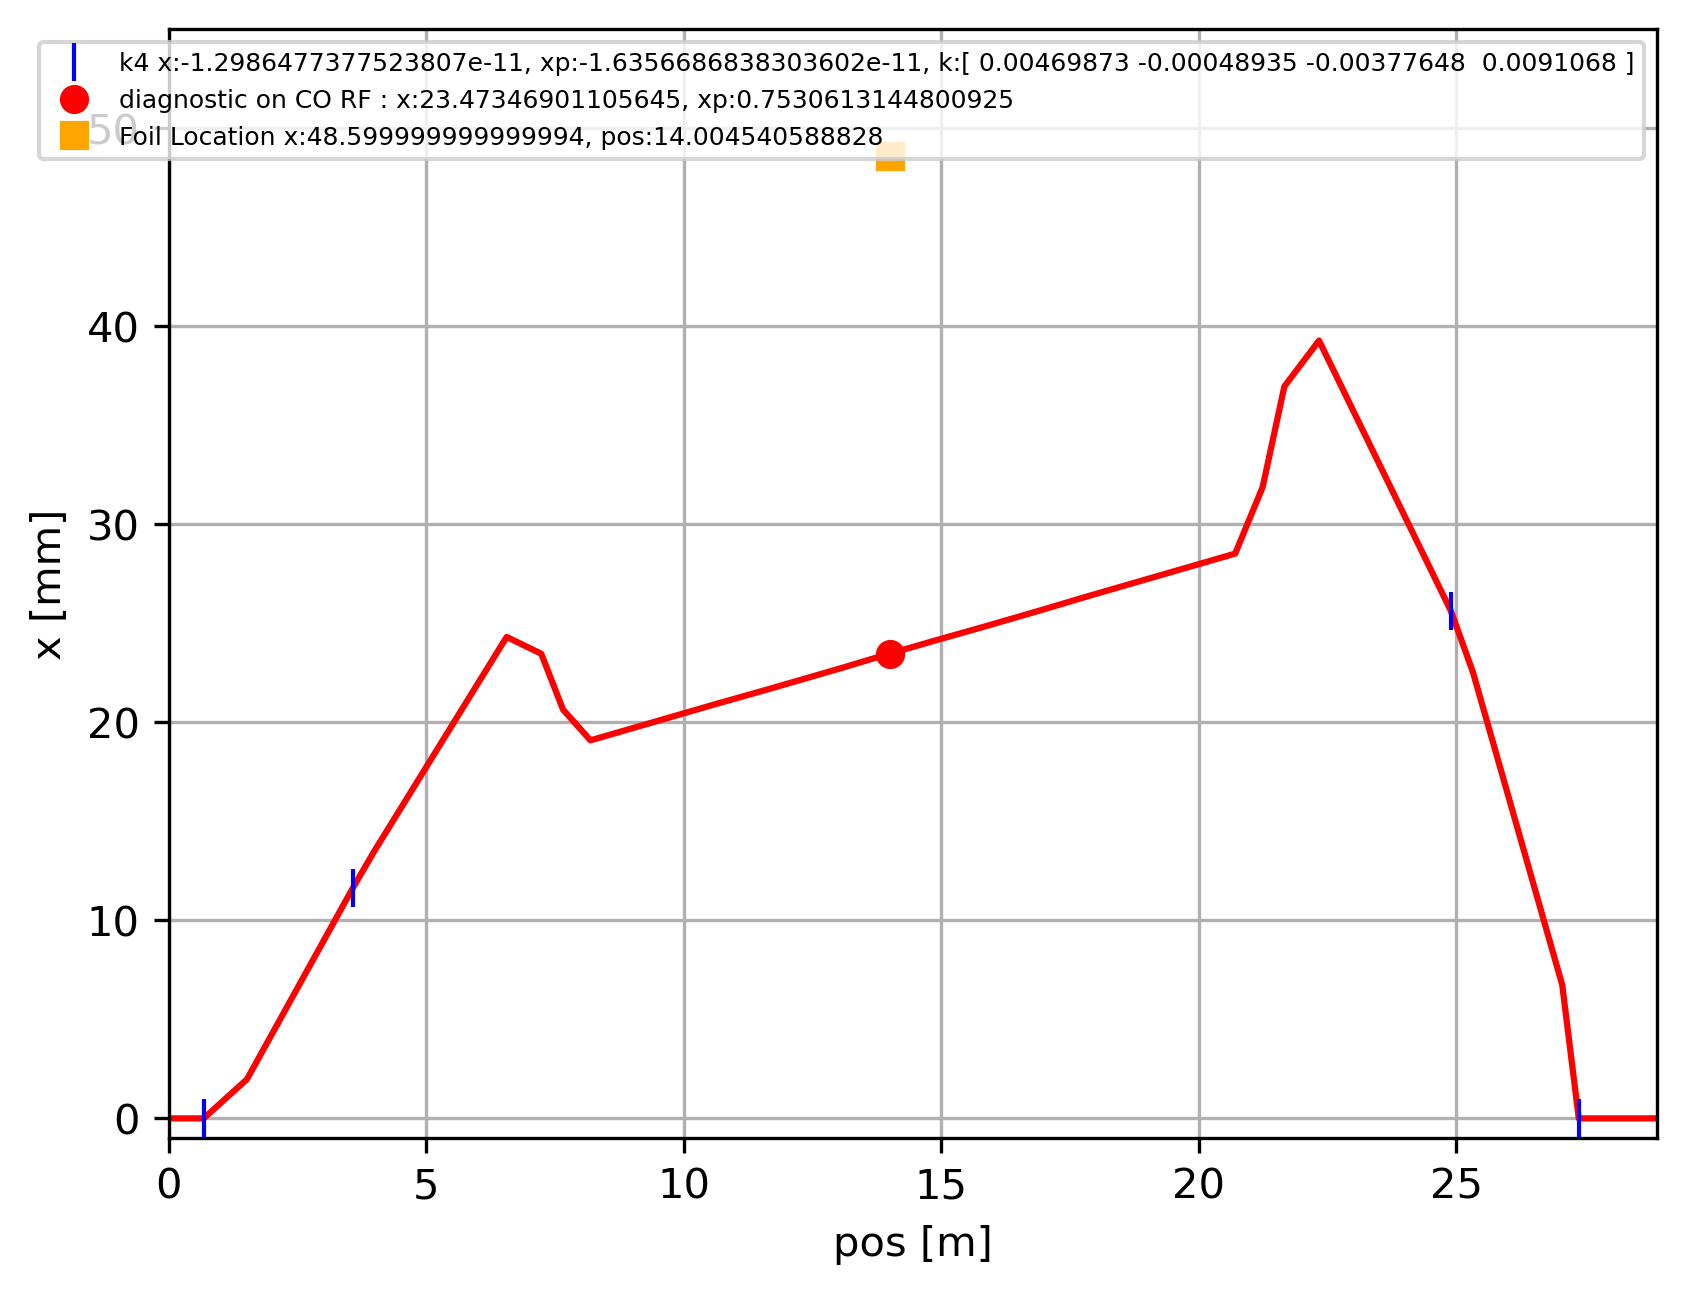 k4 x:-1.2986477377523807e-11, xp:-1.6356686838303602e-11, k:[ 0.00469873 -0.00048935 -0.00377648  0.0091068 ]
diagnostic on CO RF : x:23.47346901105645, xp:0.7530613144800925
Foil Location x:48.599999999999994, pos:14.004540588828
50
40
30
20
10
0
x [mm]
0 5 10 15 20 25
pos [m]